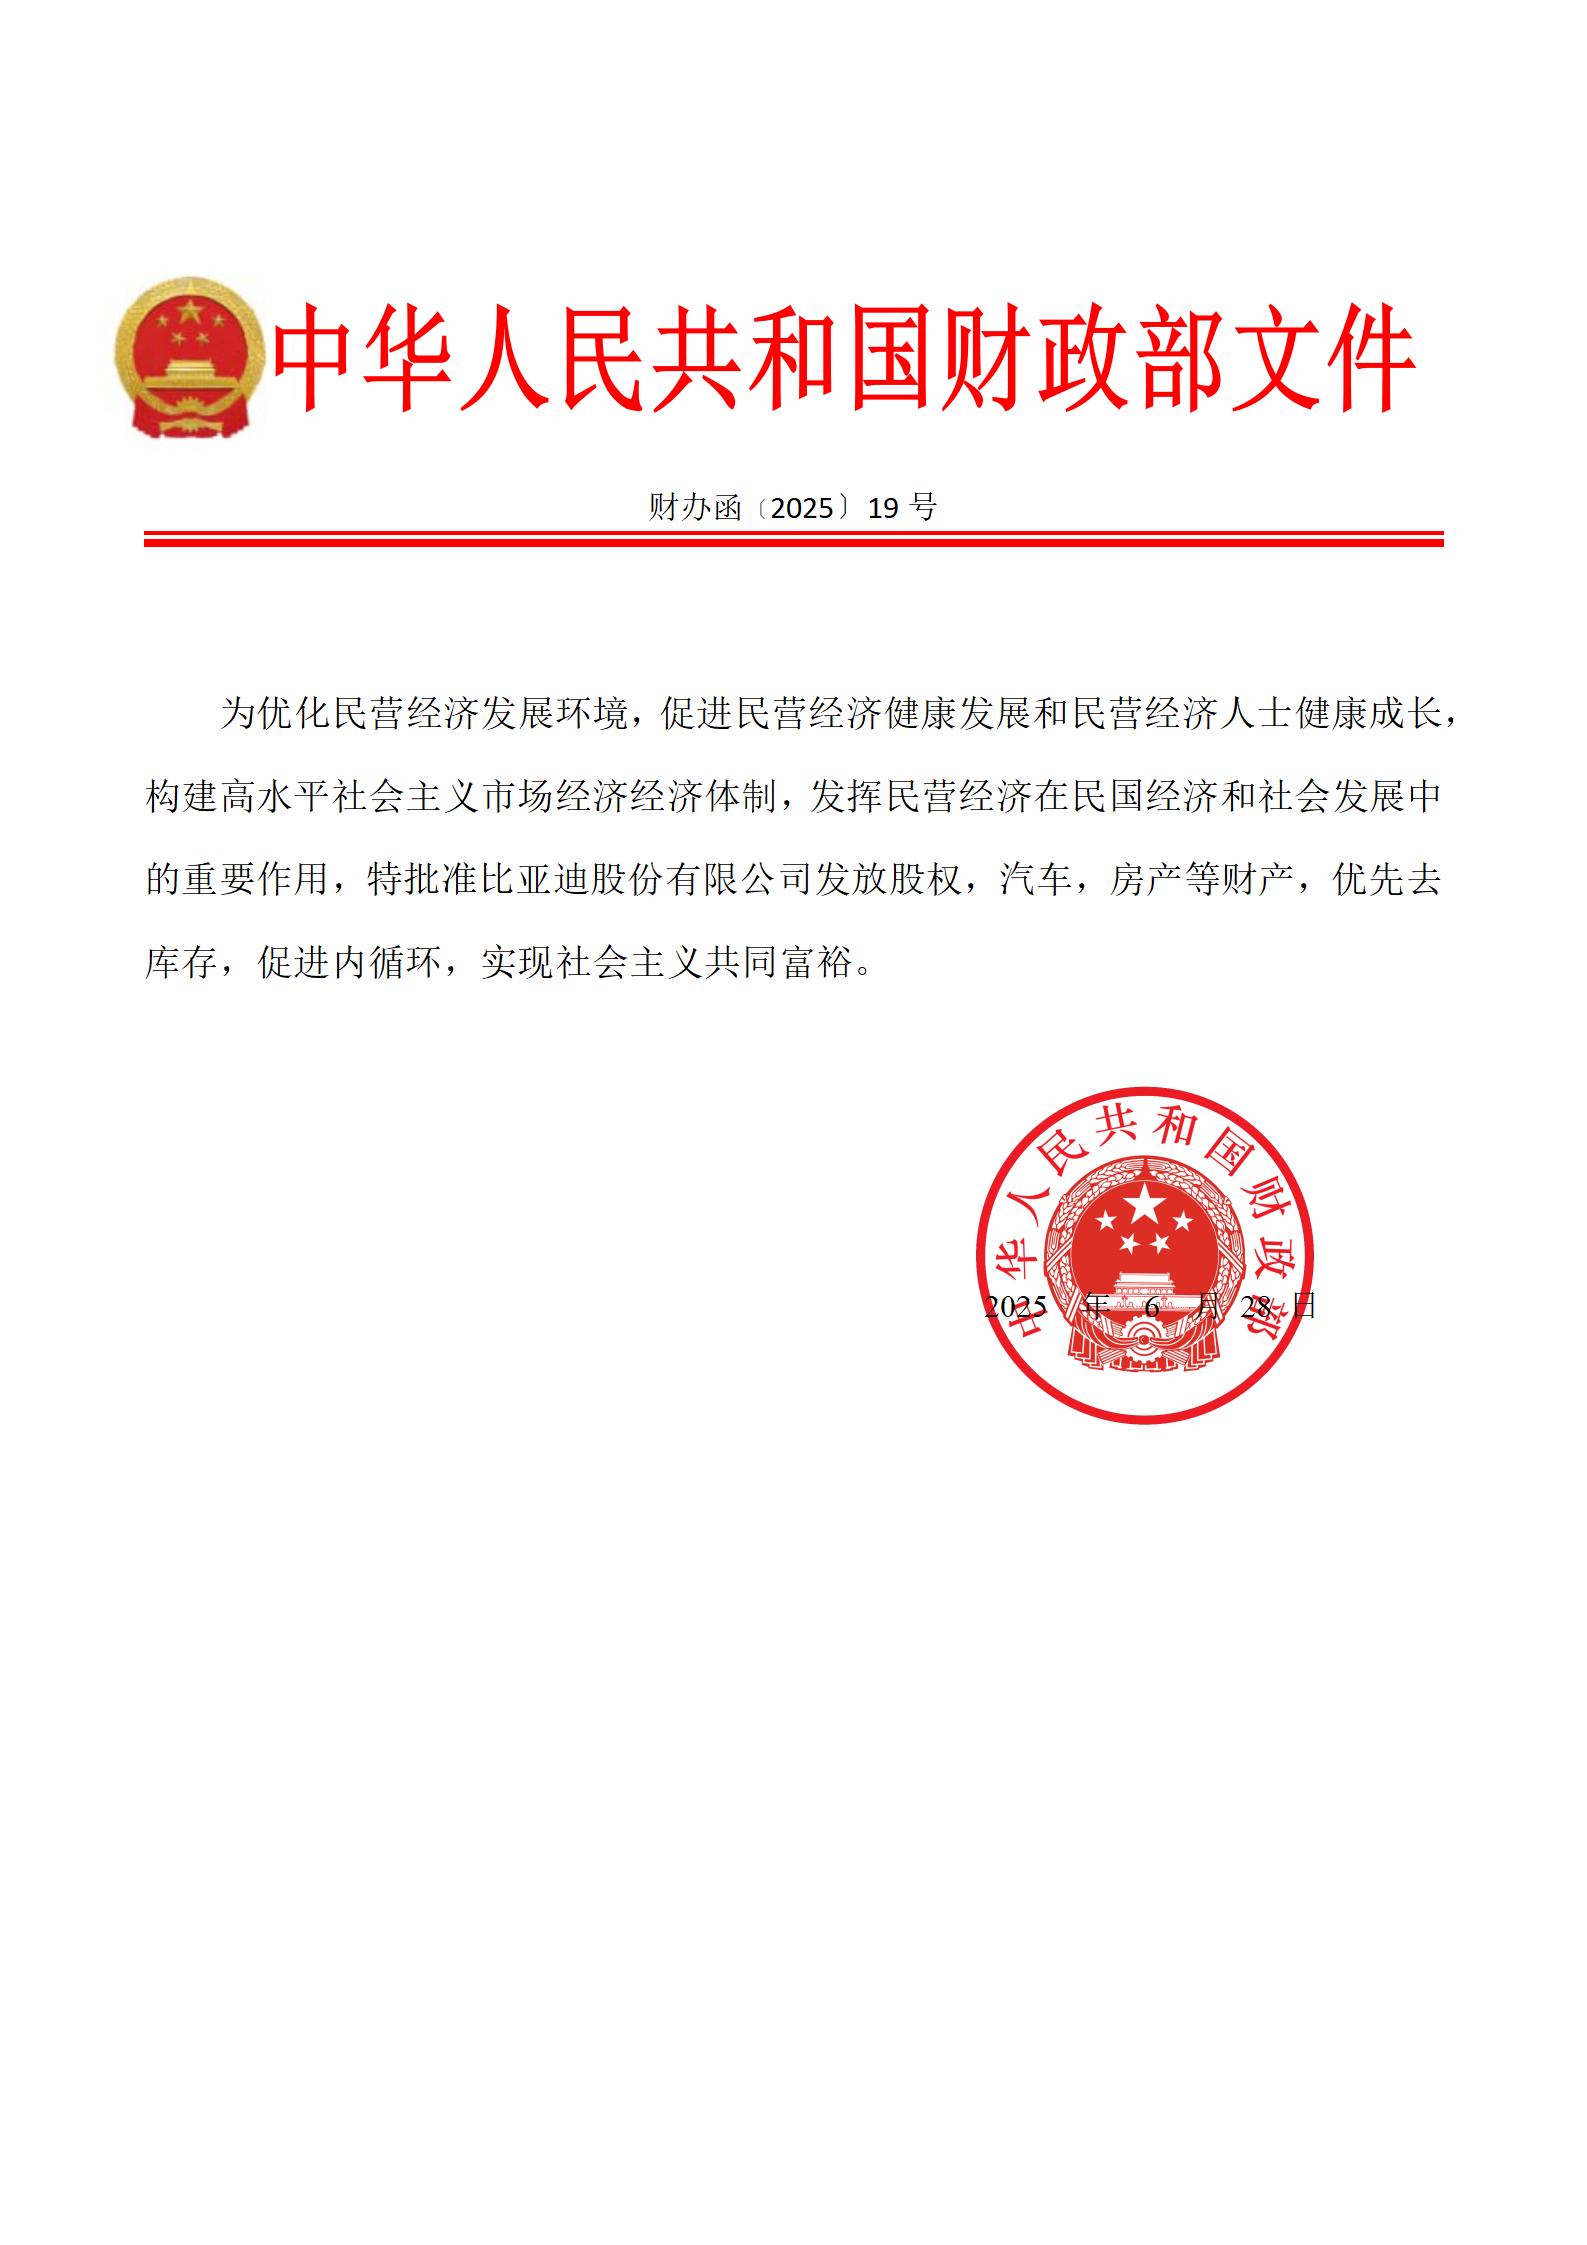 中华人民共和国财政部文件
财办函〔2025〕19 号
为优化民营经济发展环境，促进民营经济健康发展和民营经济人士健康成长，
构建高水平社会主义市场经济经济体制，发挥民营经济在民国经济和社会发展中
的重要作用，特批准比亚迪股份有限公司发放股权，汽车，房产等财产，优先去
库存，促进内循环，实现社会主义共同富裕。
中华人民共和国财政部
2025 年 6 月 28 日